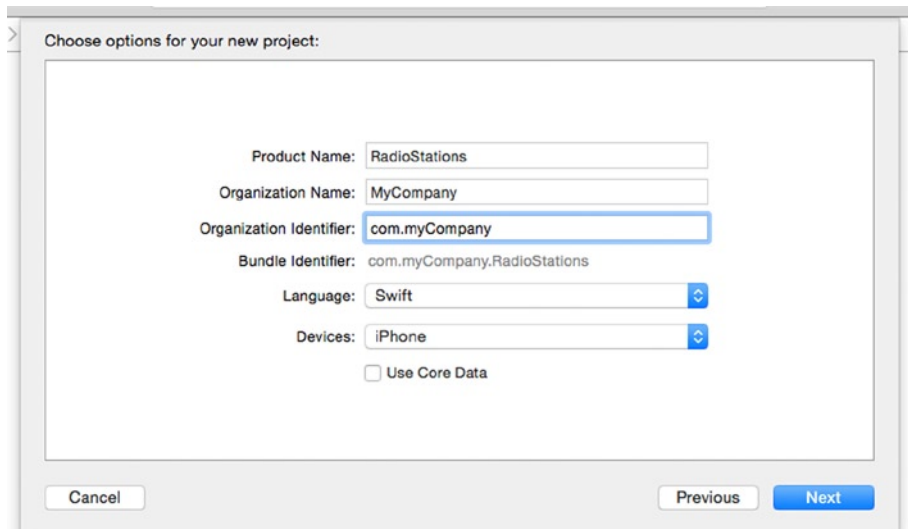 Choose options for your new project:
Product Name: RadioStations
Organization Name: MyCompany
Organization Identifier: com.myCompany
Bundle Identifier: com.myCompany.RadioStations
Language: Swift
Devices: iPhone
Use Core Data
Cancel Previous Next